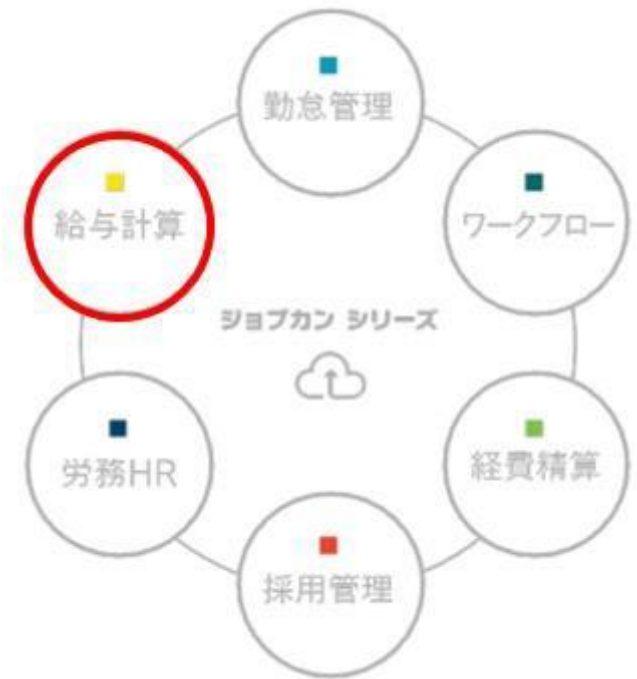 勤怠管理
給与計算
ワークフロー
ジョブカン シリーズ
労務HR
経費精算
採用管理